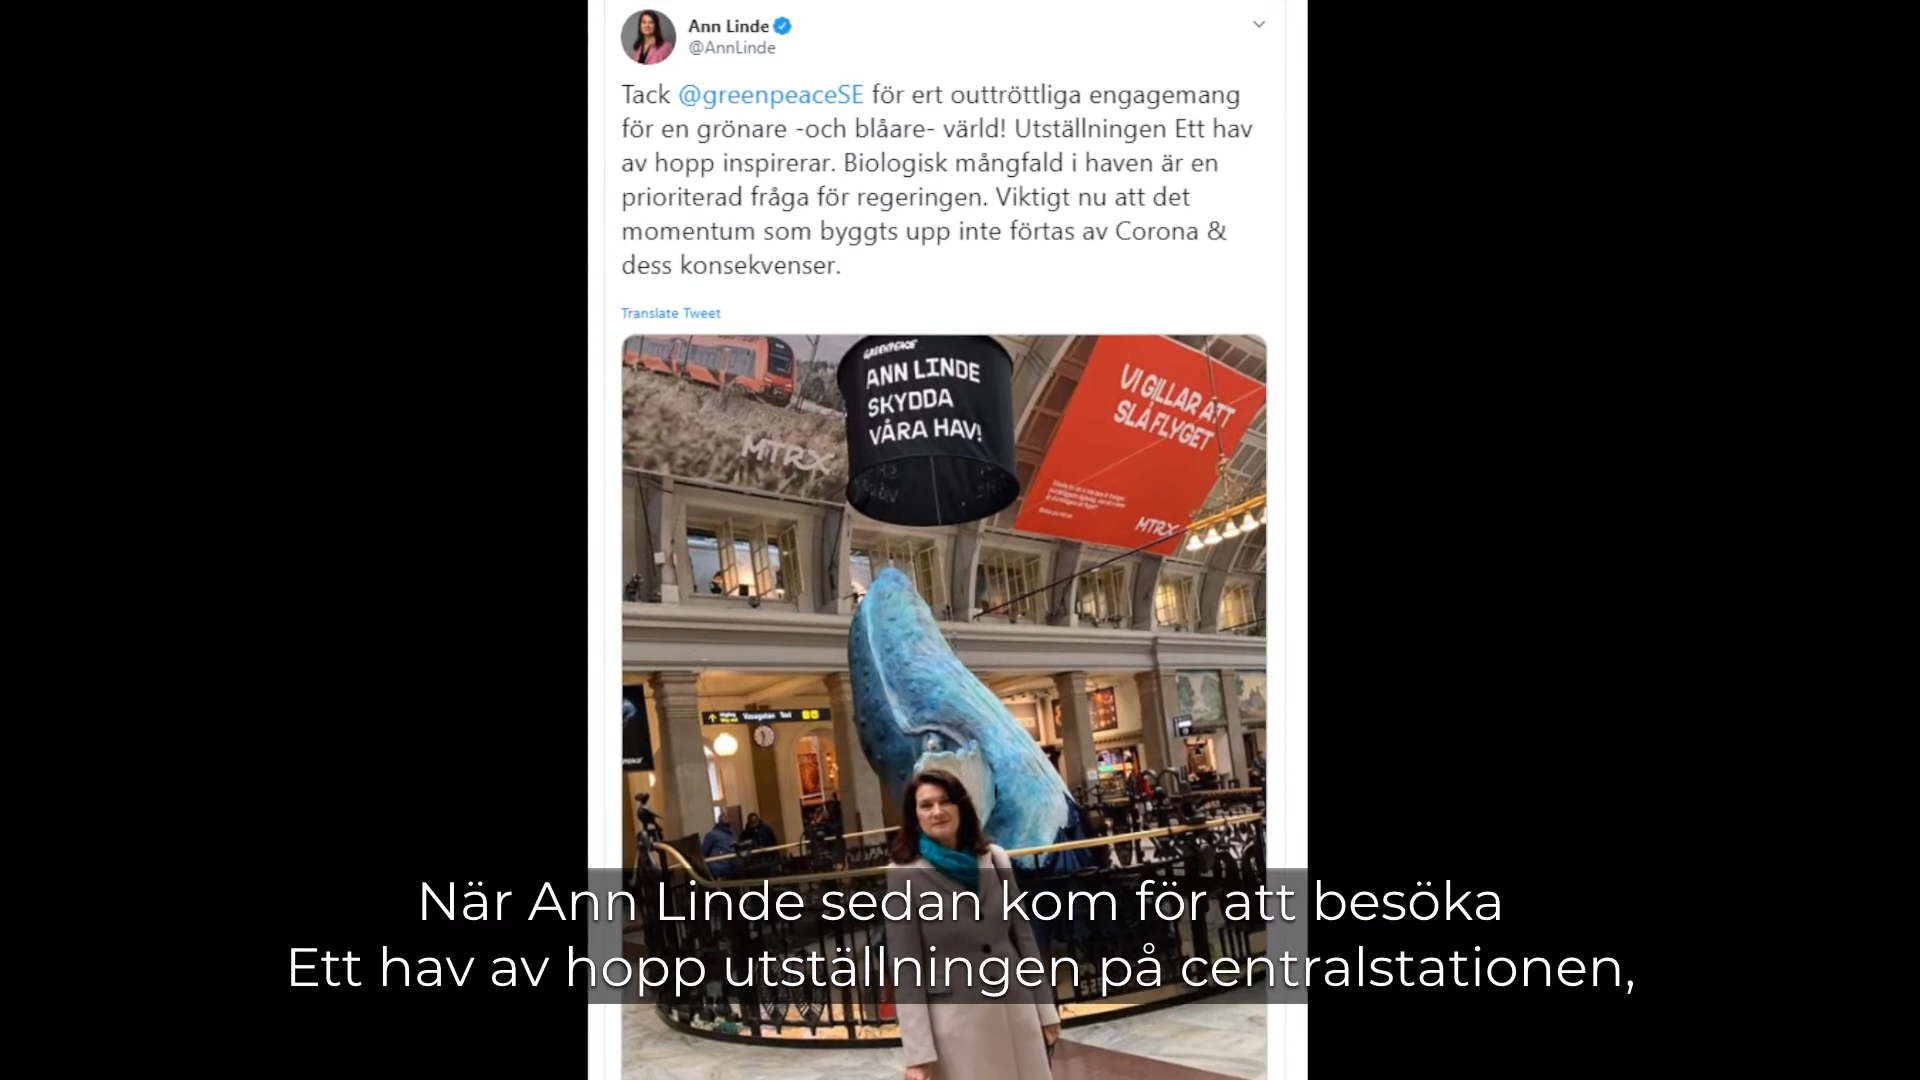 Ann Linde
@AnnLinde
Tack @greenpeaceSE för ert outtröttliga engagemang
för en grönare -och blåare- värld! Utställningen Ett hav
av hopp inspirerar. Biologisk mångfald i haven är en
prioriterad fråga för regeringen. Viktigt nu att det
momentum som byggts upp inte förtas av Corona &
dess konsekvenser.
Translate Tweet
GREENPEACE
ANN LINDE
SKYDDA
VÅRA HAV!
MTRX
VI GILLAR ATT
SLÅ FLYGET
MTRX
Vasagatan Taxi
När Ann Linde sedan kom för att besöka
Ett hav av hopp utställningen på centralstationen,